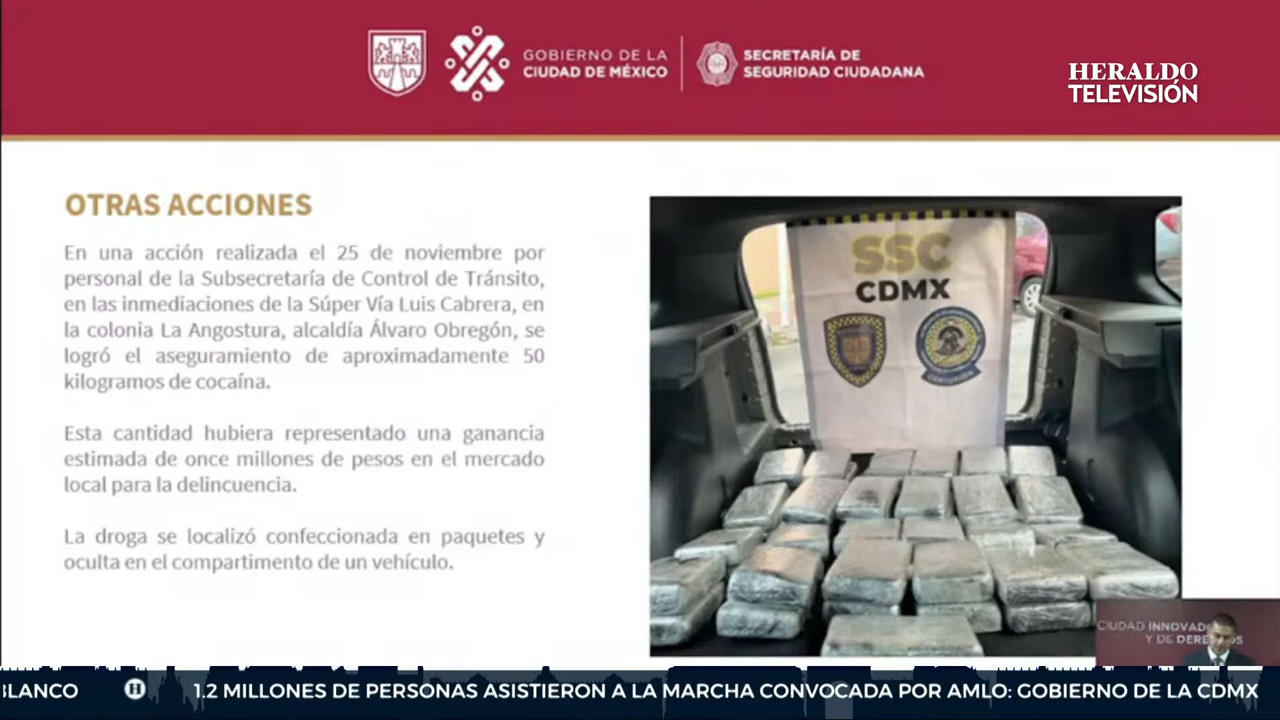 GOBIERNO DE LA
CIUDAD DE MÉXICO
SECRETARÍA DE
SEGURIDAD CIUDADANA
HERALDO
TELEVISIÓN
OTRAS ACCIONES
En una acción realizada el 25 de noviembre por
personal de la Subsecretaría de Control de Tránsito,
en las inmediaciones de la Súper Vía Luis Cabrera, en
la colonia La Angostura, alcaldía Álvaro Obregón, se
logró el aseguramiento de aproximadamente 50
kilogramos de cocaína.
Esta cantidad hubiera representado una ganancia
estimada de once millones de pesos en el mercado
local para la delincuencia.
La droga se localizó confeccionada en paquetes y
oculta en el compartimento de un vehículo.
SSC
CDMX
CIUDAD
Y DE
BLANCO
1.2 MILLONES DE PERSONAS ASISTIERON A LA MARCHA CONVOCADA POR AMLO: GOBIERNO DE LA CDMX